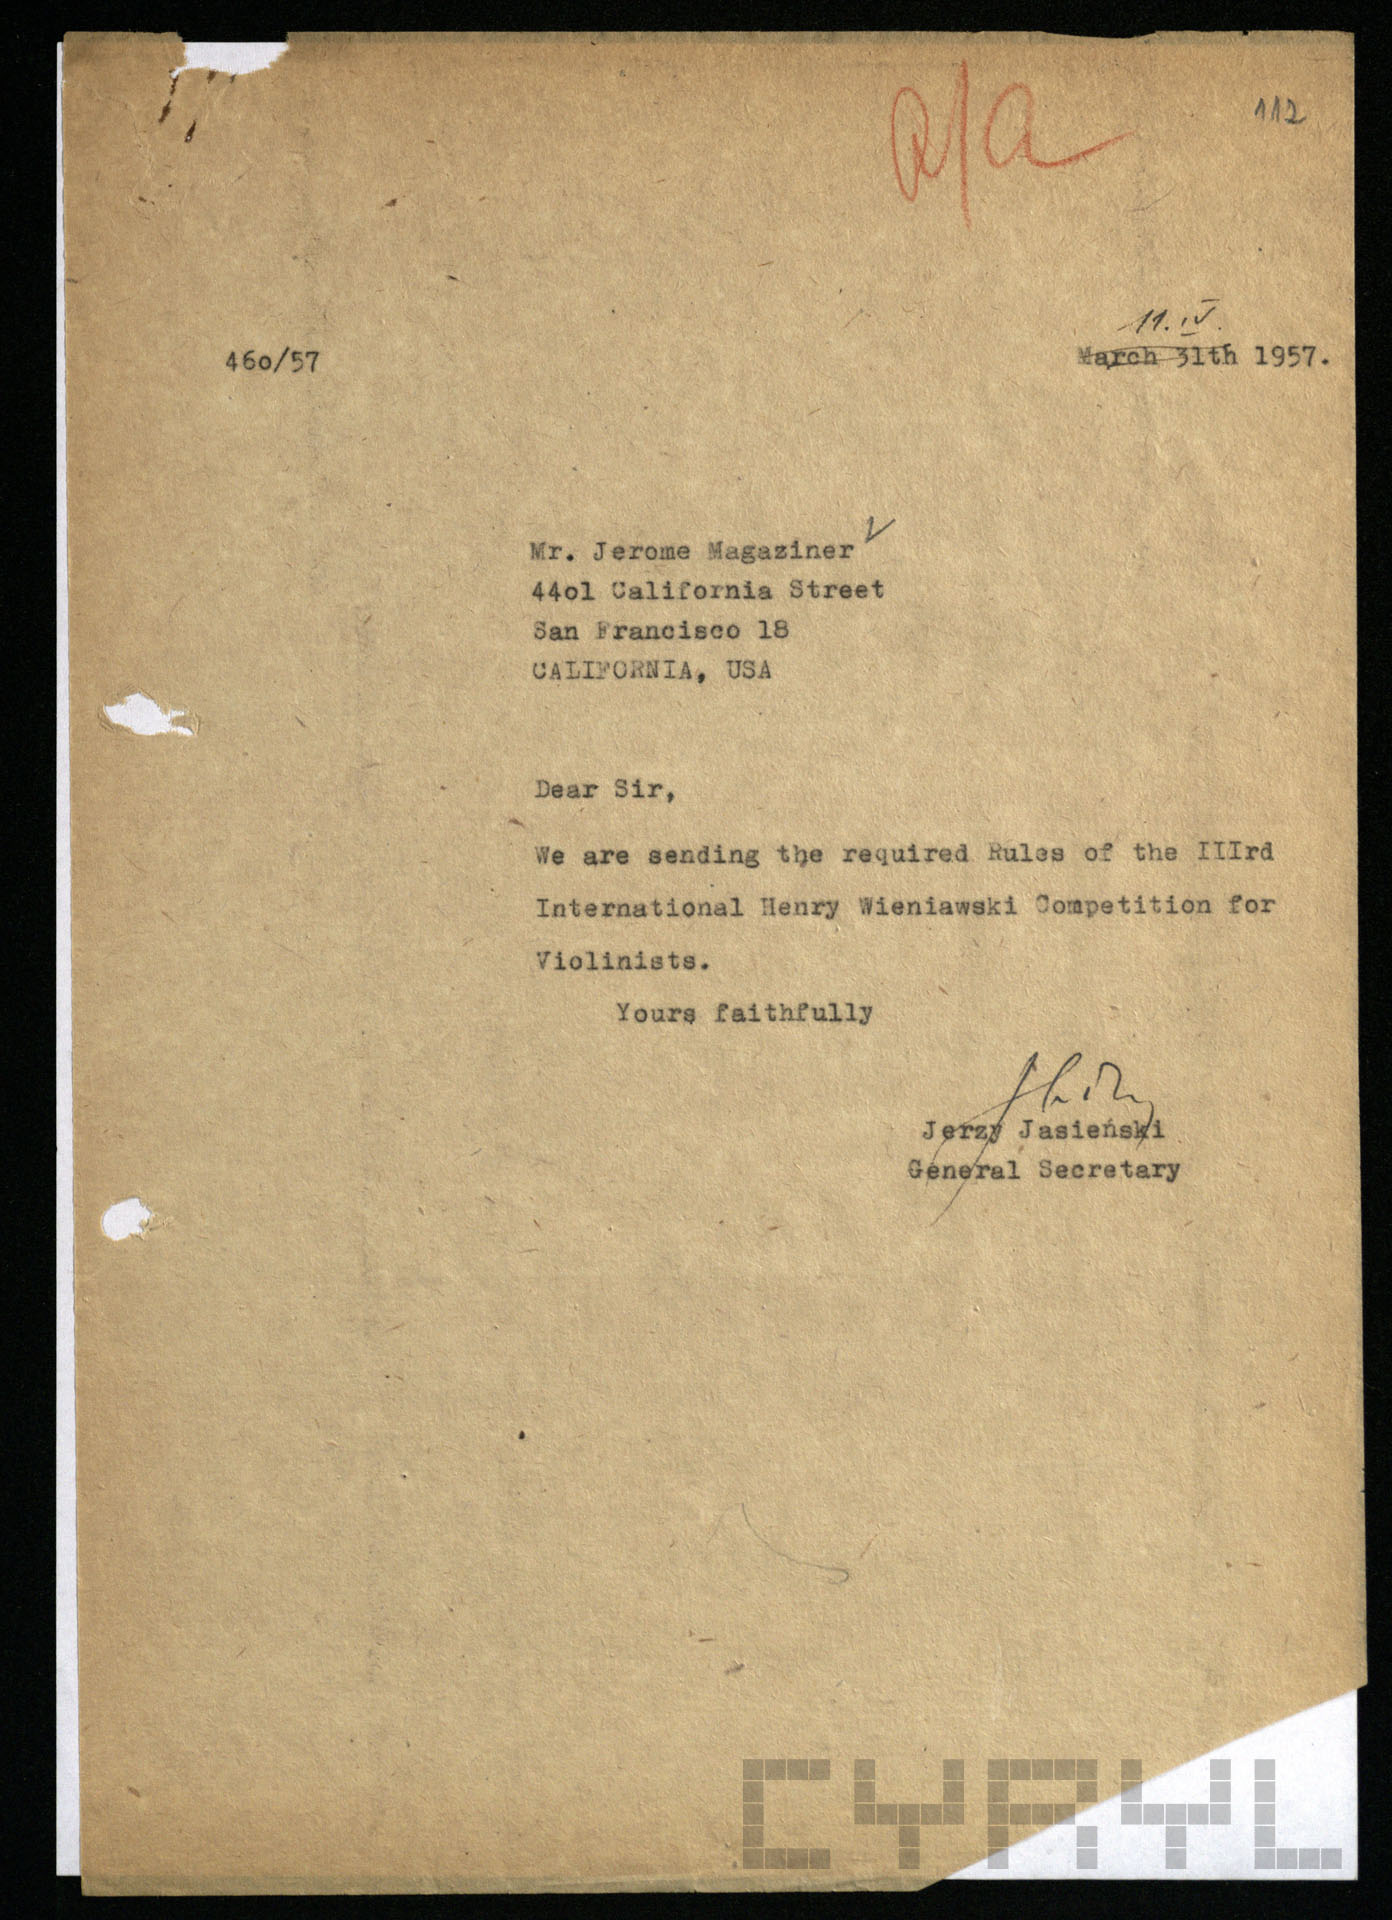 a/a
112
11.IV.
46o/57
March 31th 1957.
Mr. Jerome Magaziner
44o1 California Street
San Francisco 18
CALIFORNIA, USA
Dear Sir,
We are sending the required Rules of the IIIrd
International Henry Wieniawski Competition for
Violinists.
Yours faithfully
Jerzy Jasieński
General Secretary
CYRYL